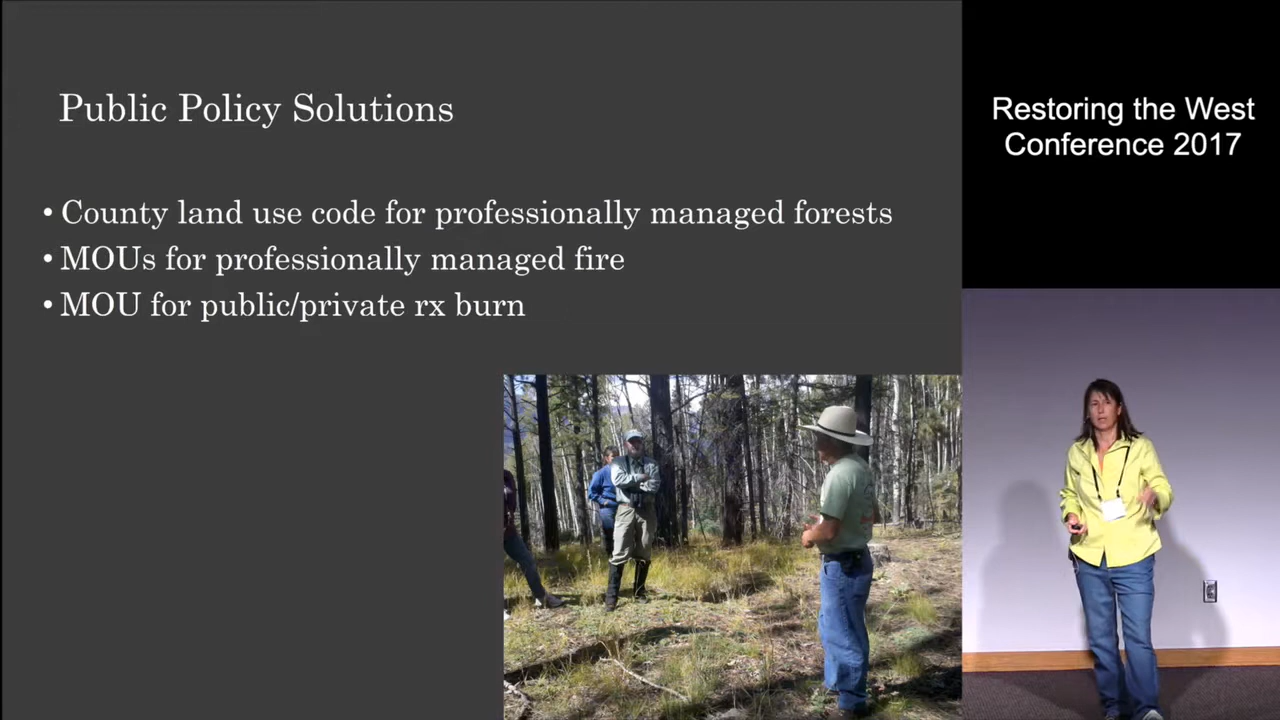 Public Policy Solutions
• County land use code for professionally managed forests
• MOUs for professionally managed fire
• MOU for public/private rx burn
Restoring the West
Conference 2017